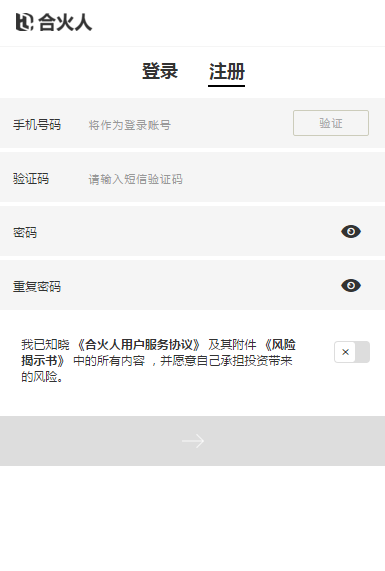 合火人
登录 注册
手机号码 将作为登录账号 验证
验证码 请输入短信验证码
密码
重复密码
我已知晓 《合火人用户服务协议》 及其附件 《风险
揭示书》 中的所有内容 ，并愿意自己承担投资带来
的风险。